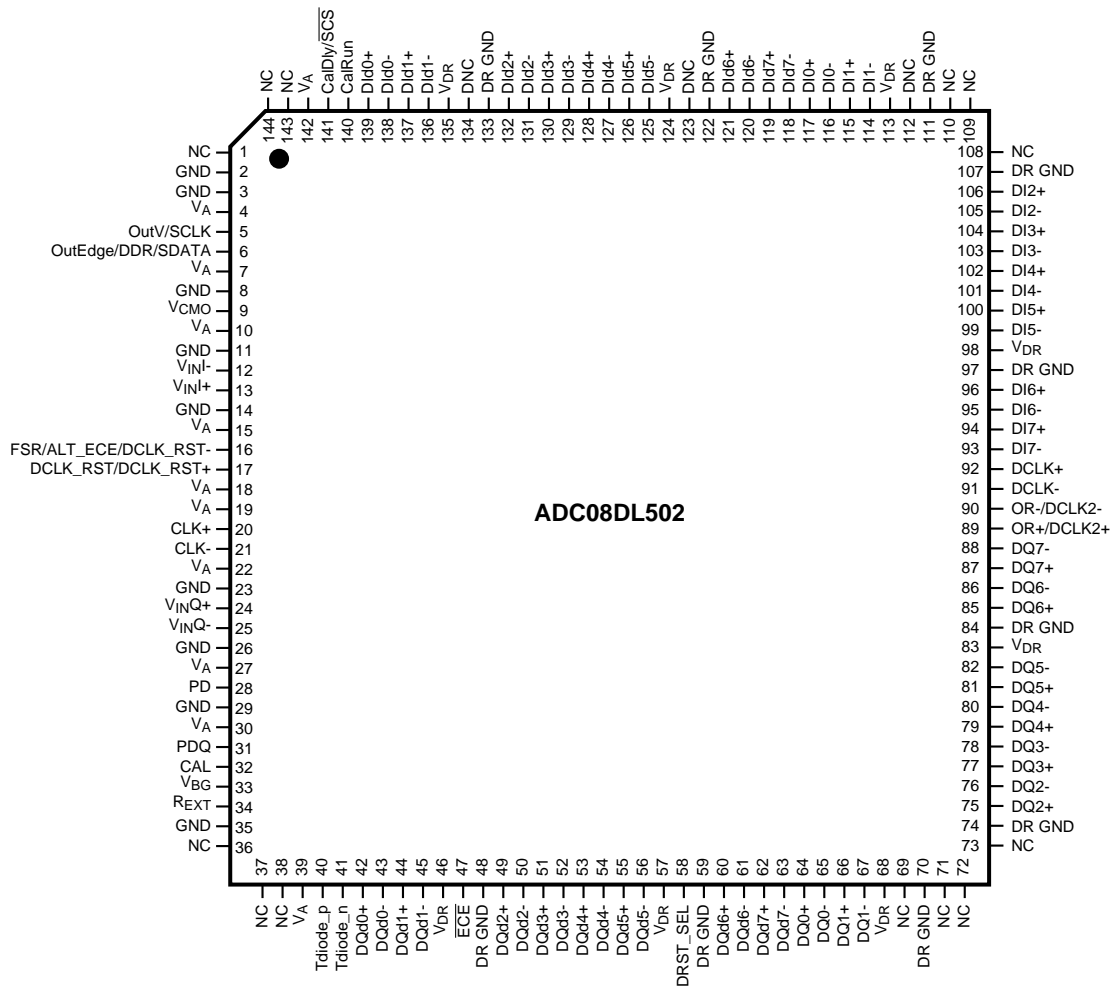 NC
NC
VA
CalDly/SCS
CalRun
DId0+
DId0-
DId1+
DId1-
VDR
DNC
DR GND
DId2+
DId2-
DId3+
DId3-
DId4+
DId4-
DId5+
DId5-
VDR
DNC
DR GND
DId6+
DId6-
DId7+
DId7-
DI0+
DI0-
DI1+
DI1-
VDR
DNC
DR GND
NC
NC
144
143
142
141
140
139
138
137
136
135
134
133
132
131
130
129
128
127
126
125
124
123
122
121
120
119
118
117
116
115
114
113
112
111
110
109
NC 1
GND 2
GND 3
VA 4
OutV/SCLK 5
OutEdge/DDR/SDATA 6
VA 7
GND 8
VCMO 9
VA 10
GND 11
VINI- 12
VINI+ 13
GND 14
VA 15
FSR/ALT_ECE/DCLK_RST- 16
DCLK_RST/DCLK_RST+ 17
VA 18
VA 19
CLK+ 20
CLK- 21
VA 22
GND 23
VINQ+ 24
VINQ- 25
GND 26
VA 27
PD 28
GND 29
VA 30
PDQ 31
CAL 32
VBG 33
REXT 34
GND 35
NC 36
ADC08DL502
108 NC
107 DR GND
106 DI2+
105 DI2-
104 DI3+
103 DI3-
102 DI4+
101 DI4-
100 DI5+
99 DI5-
98 VDR
97 DR GND
96 DI6+
95 DI6-
94 DI7+
93 DI7-
92 DCLK+
91 DCLK-
90 OR-/DCLK2-
89 OR+/DCLK2+
88 DQ7-
87 DQ7+
86 DQ6-
85 DQ6+
84 DR GND
83 VDR
82 DQ5-
81 DQ5+
80 DQ4-
79 DQ4+
78 DQ3-
77 DQ3+
76 DQ2-
75 DQ2+
74 DR GND
73 NC
37
38
39
40
41
42
43
44
45
46
47
48
49
50
51
52
53
54
55
56
57
58
59
60
61
62
63
64
65
66
67
68
69
70
71
72
NC
NC
VA
Tdiode_p
Tdiode_n
DQd0+
DQd0-
DQd1+
DQd1-
VDR
ECE
DR GND
DQd2+
DQd2-
DQd3+
DQd3-
DQd4+
DQd4-
DQd5+
DQd5-
VDR
DRST_SEL
DR GND
DQd6+
DQd6-
DQd7+
DQd7-
DQ0+
DQ0-
DQ1+
DQ1-
VDR
NC
DR GND
NC
NC